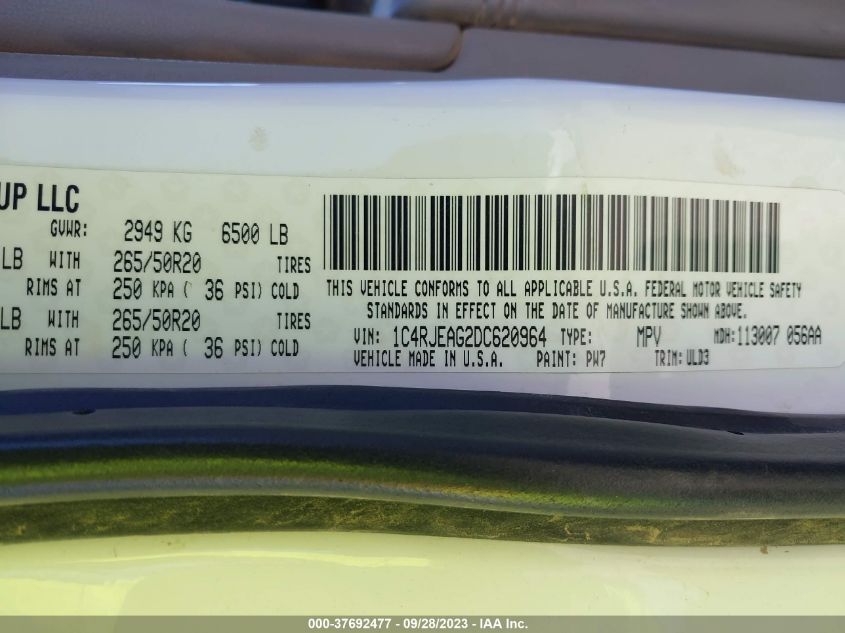 UP LLC
GVWR: 2949 KG 6500 LB
LB WITH 265/50R20 TIRES
RIMS AT 250 KPA ( 36 PSI) COLD
LB WITH 265/50R20 TIRES
RIMS AT 250 KPA ( 36 PSI) COLD
THIS VEHICLE CONFORMS TO ALL APPLICABLE U.S.A. FEDERAL MOTOR VEHICLE SAFETY
STANDARDS IN EFFECT ON THE DATE OF MANUFACTURE SHOWN ABOVE.
VIN: 1C4RJEAG2DC620964 TYPE: MPV MDH:113007 056AA
VEHICLE MADE IN U.S.A. PAINT: PW7 TRIM: ULD3
000-37692477 - 09/28/2023 - IAA Inc.